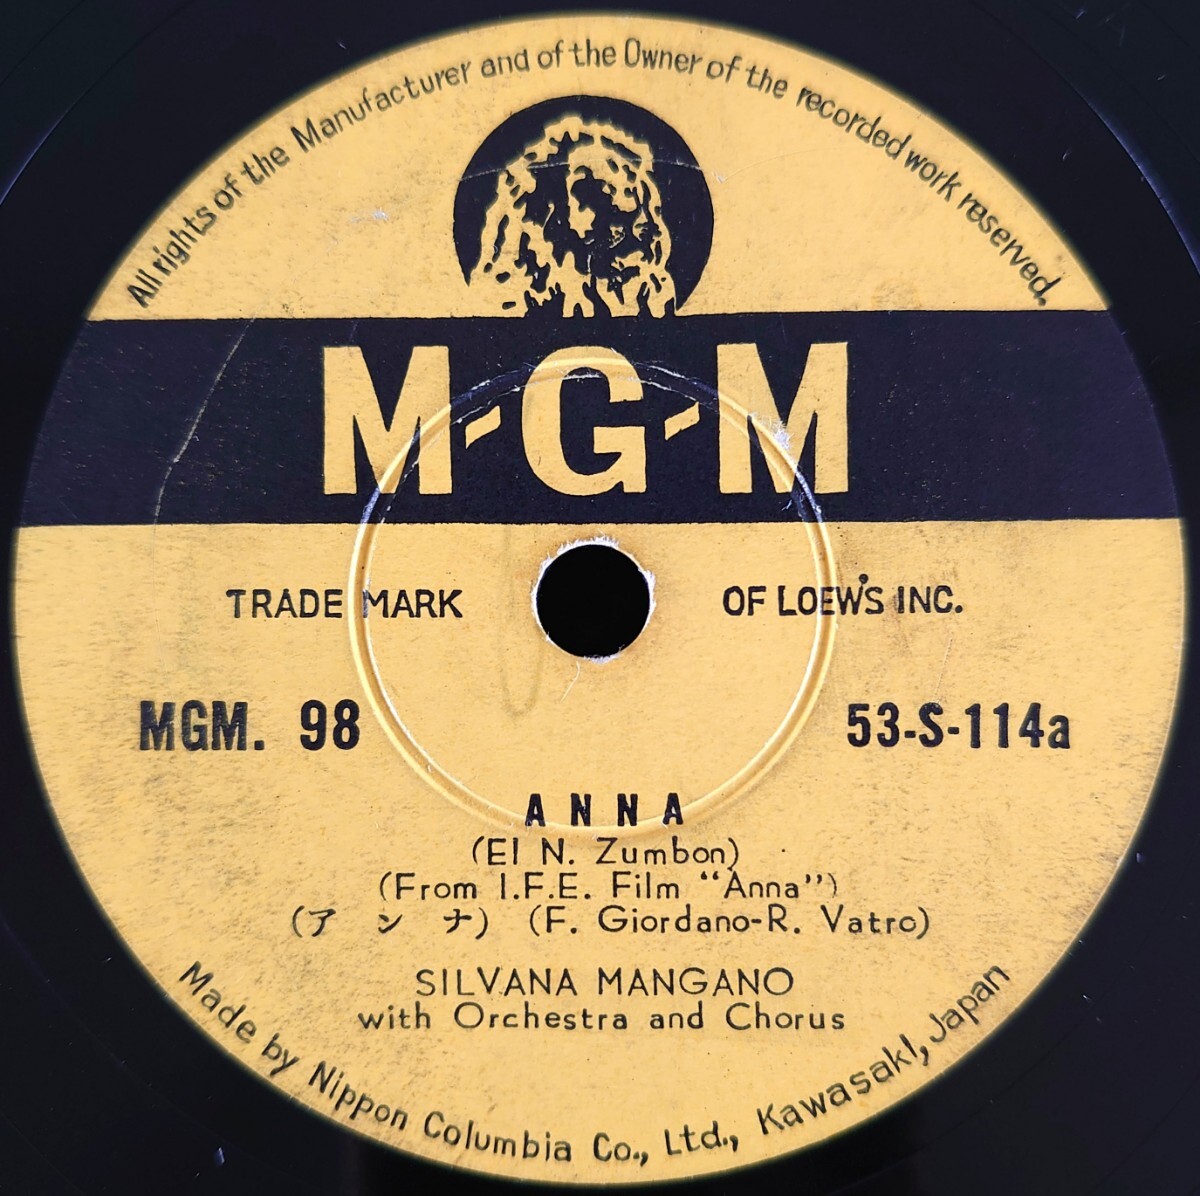 All rights of the Manufacturer and of the Owner of the recorded work reserved.
M-G-M
TRADE MARK OF LOEW'S INC.
MGM. 98 53-S-114a
ANNA
(El N. Zumbon)
(From I.F.E. Film "Anna")
(アンナ) (F. Giordano-R. Vatro)
SILVANA MANGANO
with Orchestra and Chorus
Made by Nippon Columbia Co., Ltd., Kawasaki, Japan